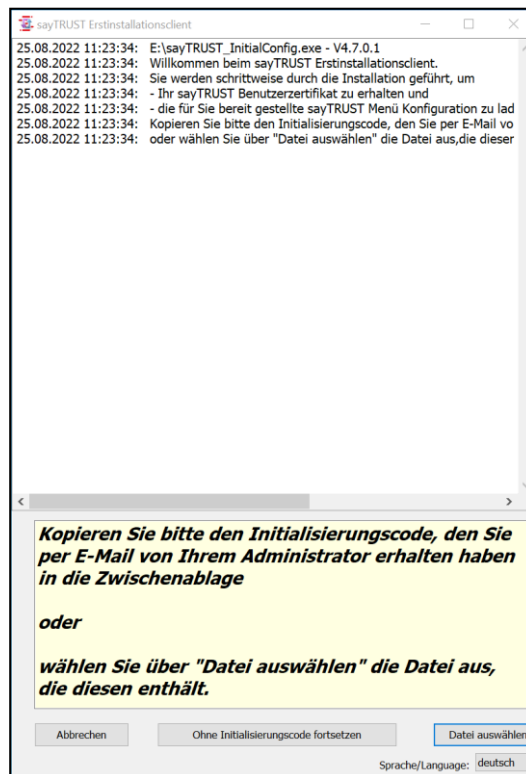 sayTRUST Erstinstallationsclient
25.08.2022 11:23:34: E:\sayTRUST_InitialConfig.exe - V4.7.0.1
25.08.2022 11:23:34: Willkommen beim sayTRUST Erstinstallationsclient.
25.08.2022 11:23:34: Sie werden schrittweise durch die Installation geführt, um
25.08.2022 11:23:34: - Ihr sayTRUST Benutzerzertifikat zu erhalten und
25.08.2022 11:23:34: - die für Sie bereit gestellte sayTRUST Menü Konfiguration zu lad
25.08.2022 11:23:34: Kopieren Sie bitte den Initialisierungscode, den Sie per E-Mail vo
25.08.2022 11:23:34: oder wählen Sie über "Datei auswählen" die Datei aus,die dieser
Kopieren Sie bitte den Initialisierungscode, den Sie
per E-Mail von Ihrem Administrator erhalten haben
in die Zwischenablage
oder
wählen Sie über "Datei auswählen" die Datei aus,
die diesen enthält.
Abbrechen Ohne Initialisierungscode fortsetzen Datei auswählen
Sprache/Language: deutsch